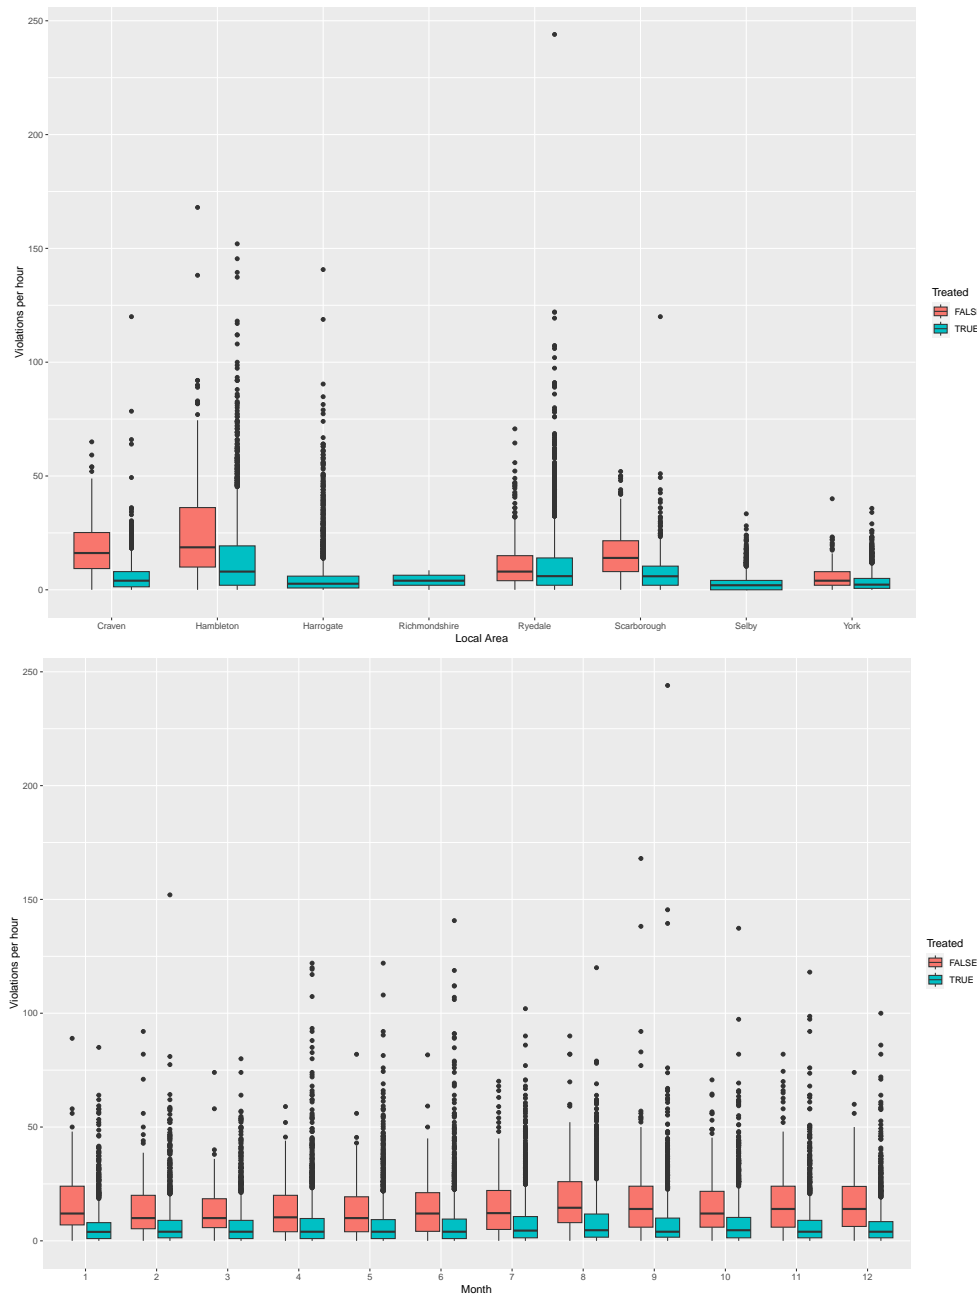 250
200
150
100
50
0
Violations per hour
Craven Hambleton Harrogate Richmondshire Ryedale Scarborough Selby York
Local Area
Treated
FALS
TRUE
250
200
150
100
50
0
Violations per hour
1 2 3 4 5 6 7 8 9 10 11 12
Month
Treated
FALSE
TRUE